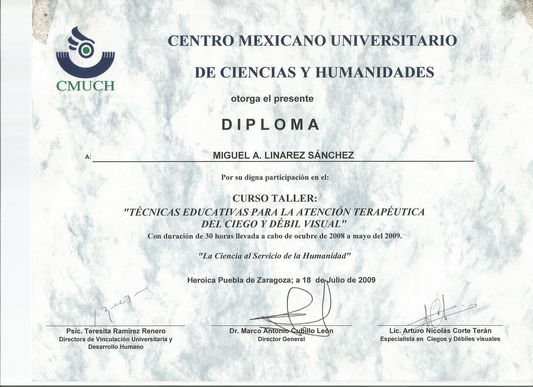 CENTRO MEXICANO UNIVERSITARIO
DE CIENCIAS Y HUMANIDADES
CMUCH
otorga el presente
DIPLOMA
A: MIGUEL A. LINAREZ SÁNCHEZ
Por su digna participación en el:
CURSO TALLER:
"TÉCNICAS EDUCATIVAS PARA LA ATENCIÓN TERAPÉUTICA
DEL CIEGO Y DÉBIL VISUAL"
Con duración de 30 horas llevada a cabo de ocubre de 2008 a mayo del 2009.
"La Ciencia al Servicio de la Humanidad"
Heroica Puebla de Zaragoza; a 18 de Julio de 2009
Psic. Teresita Ramírez Renero
Directora de Vinculación Universitaria y
Desarrollo Humano
Dr. Marco Antonio Cubillo León
Director General
Lic. Arturo Nicolás Corte Terán
Especialista en Ciegos y Débiles visuales